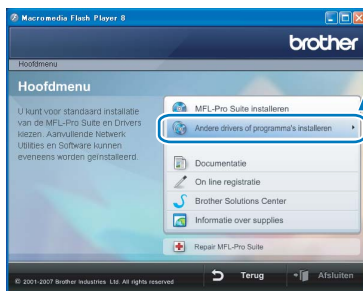 Macromedia Flash Player 8
brother
Hoofdmenu
Hoofdmenu
U kunt voor standaard installatie
van de MFL-Pro Suite en Drivers
kiezen. Aanvullende Netwerk
Utilities en Software kunnen
eveneens worden geïnstalleerd.
MFL-Pro Suite installeren
Andere drivers of programma's installeren
Documentatie
On line registratie
Brother Solutions Center
Informatie over supplies
Repair MFL-Pro Suite
© 2001-2007 Brother Industries Ltd. All rights reserved
Terug
Afsluiten